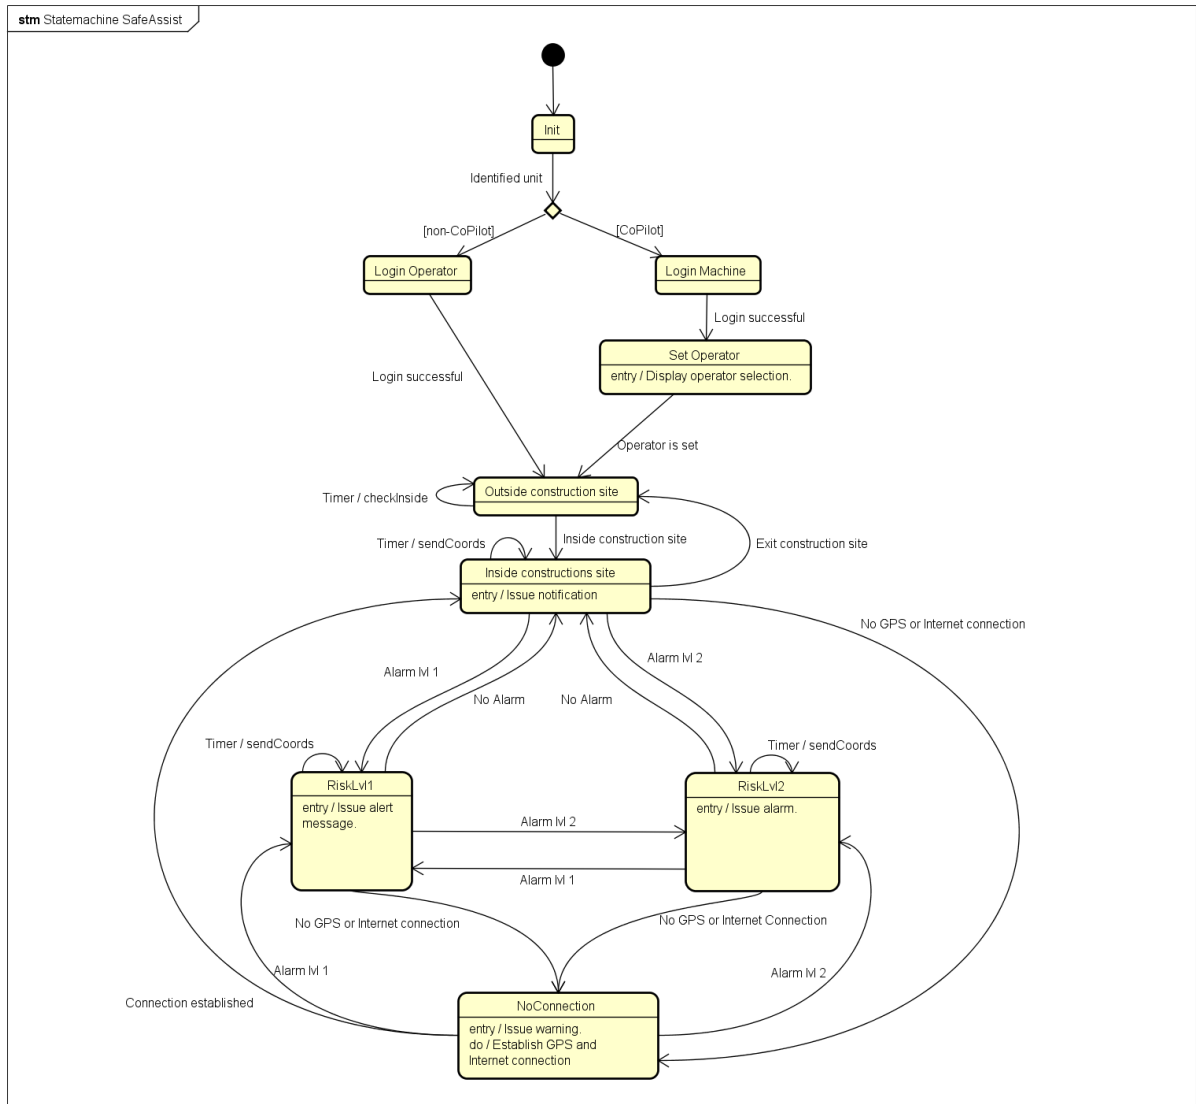 stm Statemachine SafeAssist
Init
Identified unit
[non-CoPilot]
[CoPilot]
Login Operator
Login Machine
Login successful
Set Operator
entry / Display operator selection.
Login successful
Operator is set
Outside construction site
Timer / checkInside
Inside construction site
Timer / sendCoords
Exit construction site
Inside constructions site
entry / Issue notification
No GPS or Internet connection
Alarm lvl 1
Alarm lvl 2
No Alarm
No Alarm
Timer / sendCoords
Timer / sendCoords
RiskLvl1
entry / Issue alert
message.
RiskLvl2
entry / Issue alarm.
Alarm lvl 2
Alarm lvl 1
No GPS or Internet connection
No GPS or Internet Connection
Alarm lvl 1
Alarm lvl 2
Connection established
NoConnection
entry / Issue warning.
do / Establish GPS and
Internet connection